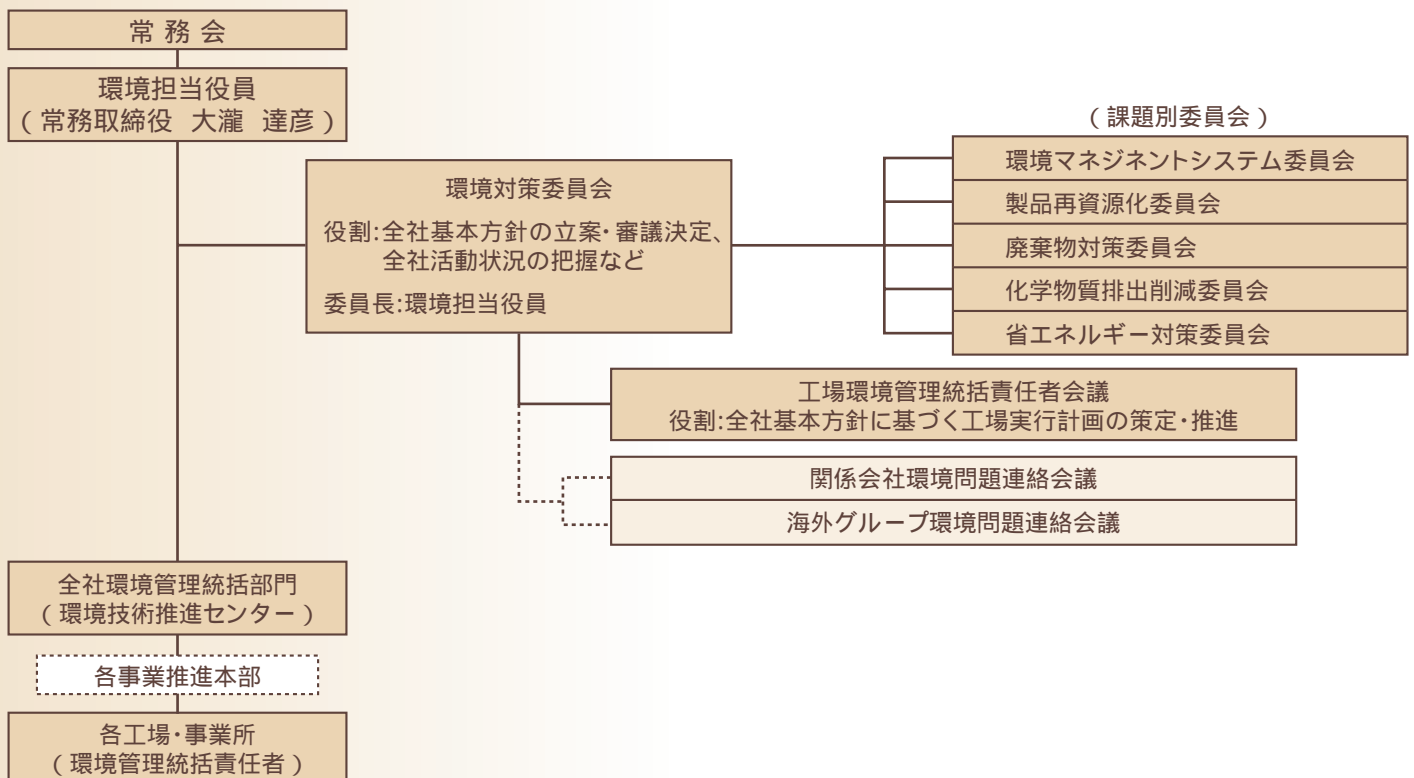 常務会
環境担当役員
(常務取締役 大瀧 達彦)
環境対策委員会
役割:全社基本方針の立案・審議決定、
全社活動状況の把握など
委員長:環境担当役員
(課題別委員会)
環境マネジネントシステム委員会
製品再資源化委員会
廃棄物対策委員会
化学物質排出削減委員会
省エネルギー対策委員会
工場環境管理統括責任者会議
役割:全社基本方針に基づく工場実行計画の策定・推進
関係会社環境問題連絡会議
海外グループ環境問題連絡会議
全社環境管理統括部門
(環境技術推進センター)
各事業推進本部
各工場・事業所
(環境管理統括責任者)